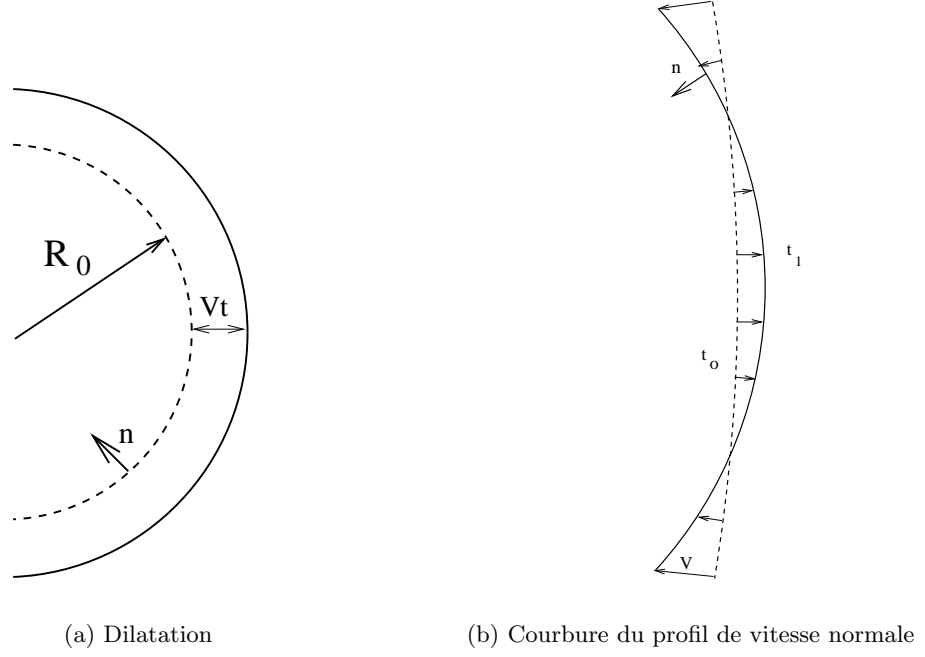 n
R 0
Vt
t 1
t o
n
V
(a) Dilatation
(b) Courbure du profil de vitesse normale